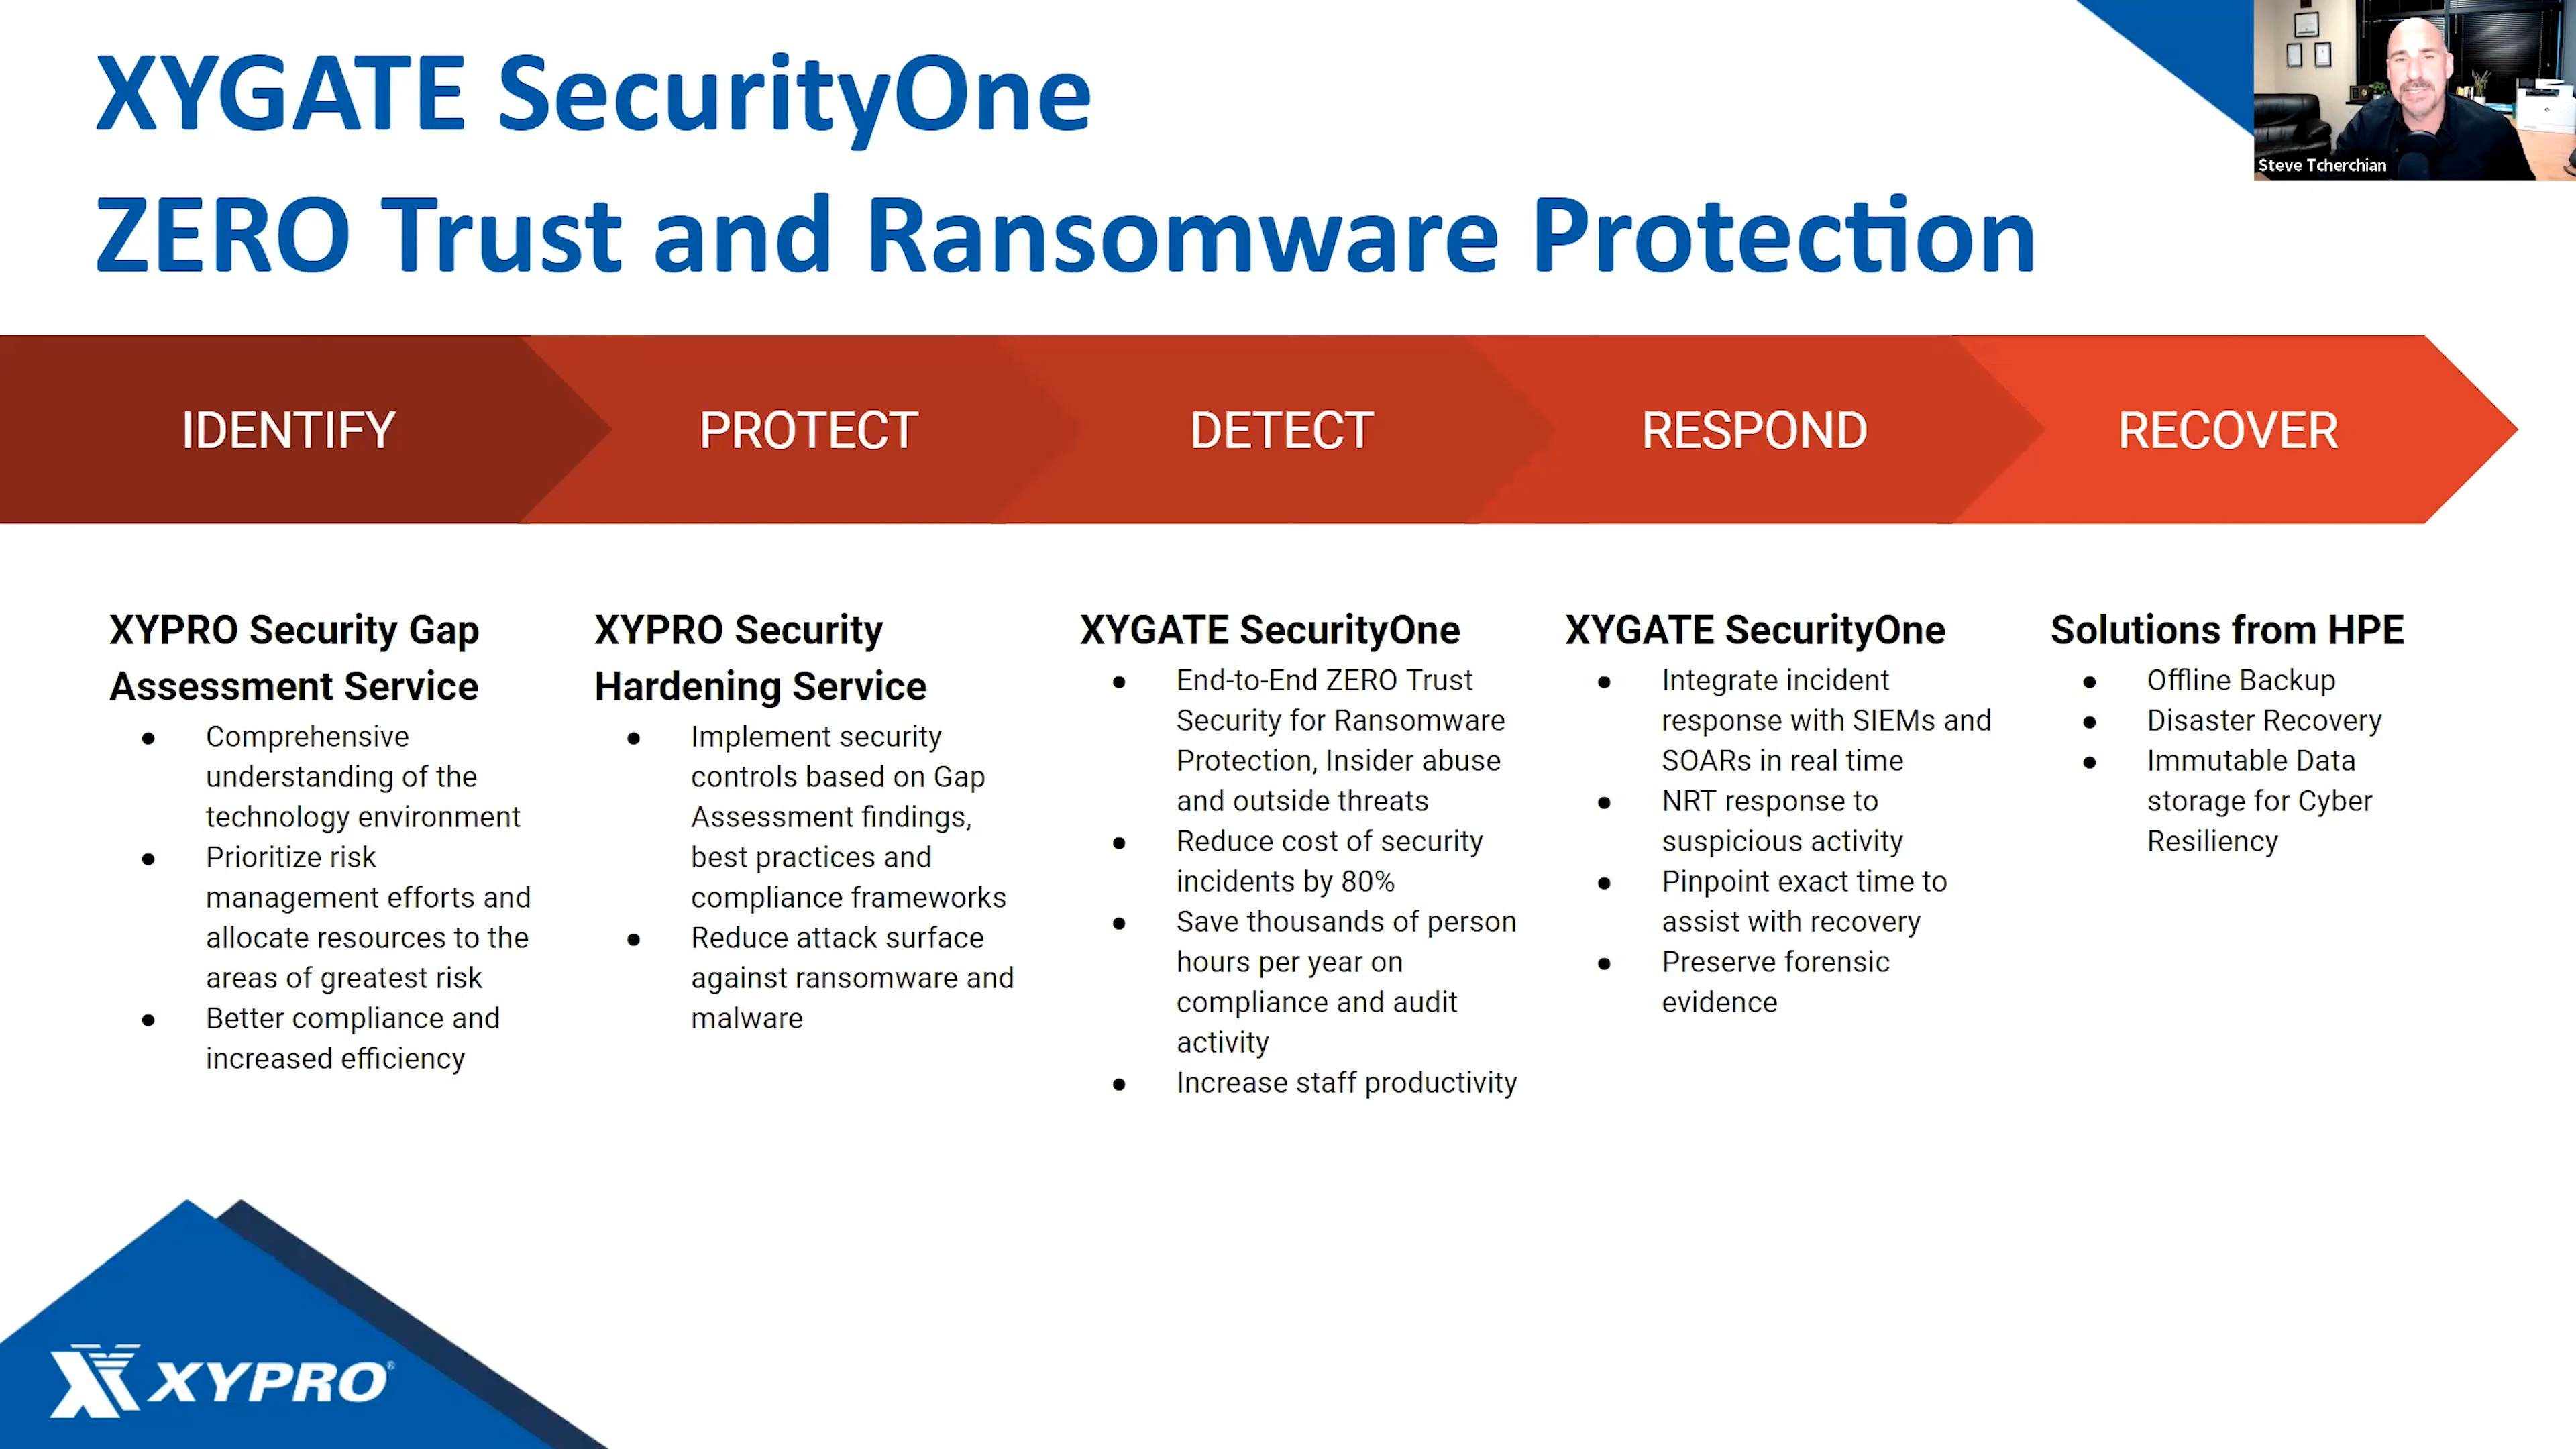 XYGATE SecurityOne
ZERO Trust and Ransomware Protection
Steve Tcherchian
IDENTIFY
PROTECT
DETECT
RESPOND
RECOVER
XYPRO Security Gap
Assessment Service
● Comprehensive
understanding of the
technology environment
● Prioritize risk
management efforts and
allocate resources to the
areas of greatest risk
● Better compliance and
increased efficiency
XYPRO Security
Hardening Service
● Implement security
controls based on Gap
Assessment findings,
best practices and
compliance frameworks
● Reduce attack surface
against ransomware and
malware
XYGATE SecurityOne
● End-to-End ZERO Trust
Security for Ransomware
Protection, Insider abuse
and outside threats
● Reduce cost of security
incidents by 80%
● Save thousands of person
hours per year on
compliance and audit
activity
● Increase staff productivity
XYGATE SecurityOne
● Integrate incident
response with SIEMs and
SOARs in real time
● NRT response to
suspicious activity
● Pinpoint exact time to
assist with recovery
● Preserve forensic
evidence
Solutions from HPE
● Offline Backup
● Disaster Recovery
● Immutable Data
storage for Cyber
Resiliency
XYPRO®